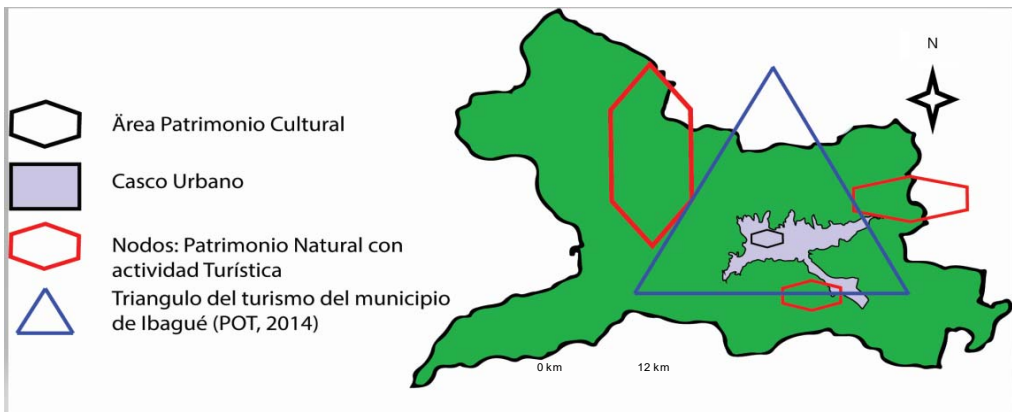 N
Ärea Patrimonio Cultural
Casco Urbano
Nodos: Patrimonio Natural con
actividad Turística
Triangulo del turismo del municipio
de Ibagué (POT, 2014)
0 km 12 km